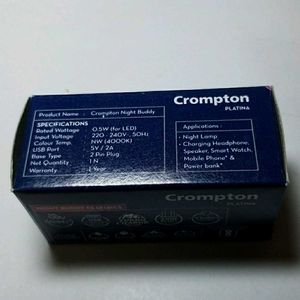 Product Name : Crompton Night Buddy
SPECIFICATIONS
Rated Wattage : 0.5W (for LED)
Input Voltage : 220 - 240V~, 50Hz
Colour Temp. : NW (4000K)
USB Port : 5V / 2A
Base Type : 2 Pin Plug
Net Quantity : 1 N
Warranty : 1 Year
Crompton
PLATINA
Applications :
• Night Lamp
• Charging Headphone,
Speaker, Smart Watch,
Mobile Phone* &
Power bank*
Crompton
PLATINA